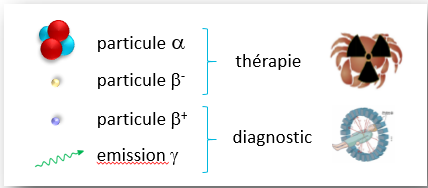 particule α
thérapie
particule β⁻
particule β⁺
diagnostic
emission γ